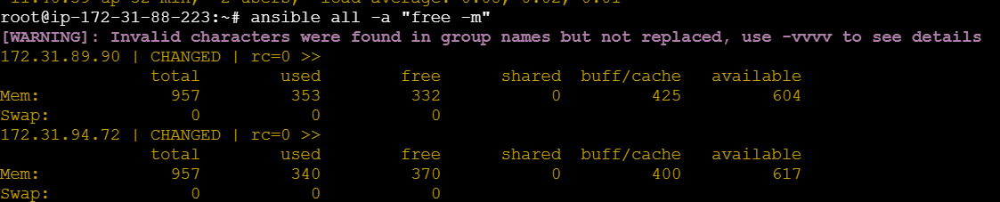 root@ip-172-31-88-223:~# ansible all -a "free -m"
[WARNING]: Invalid characters were found in group names but not replaced, use -vvvv to see details
172.31.89.90 | CHANGED | rc=0 >>
total used free shared buff/cache available
Mem: 957 353 332 0 425 604
Swap: 0 0 0
172.31.94.72 | CHANGED | rc=0 >>
total used free shared buff/cache available
Mem: 957 340 370 0 400 617
Swap: 0 0 0